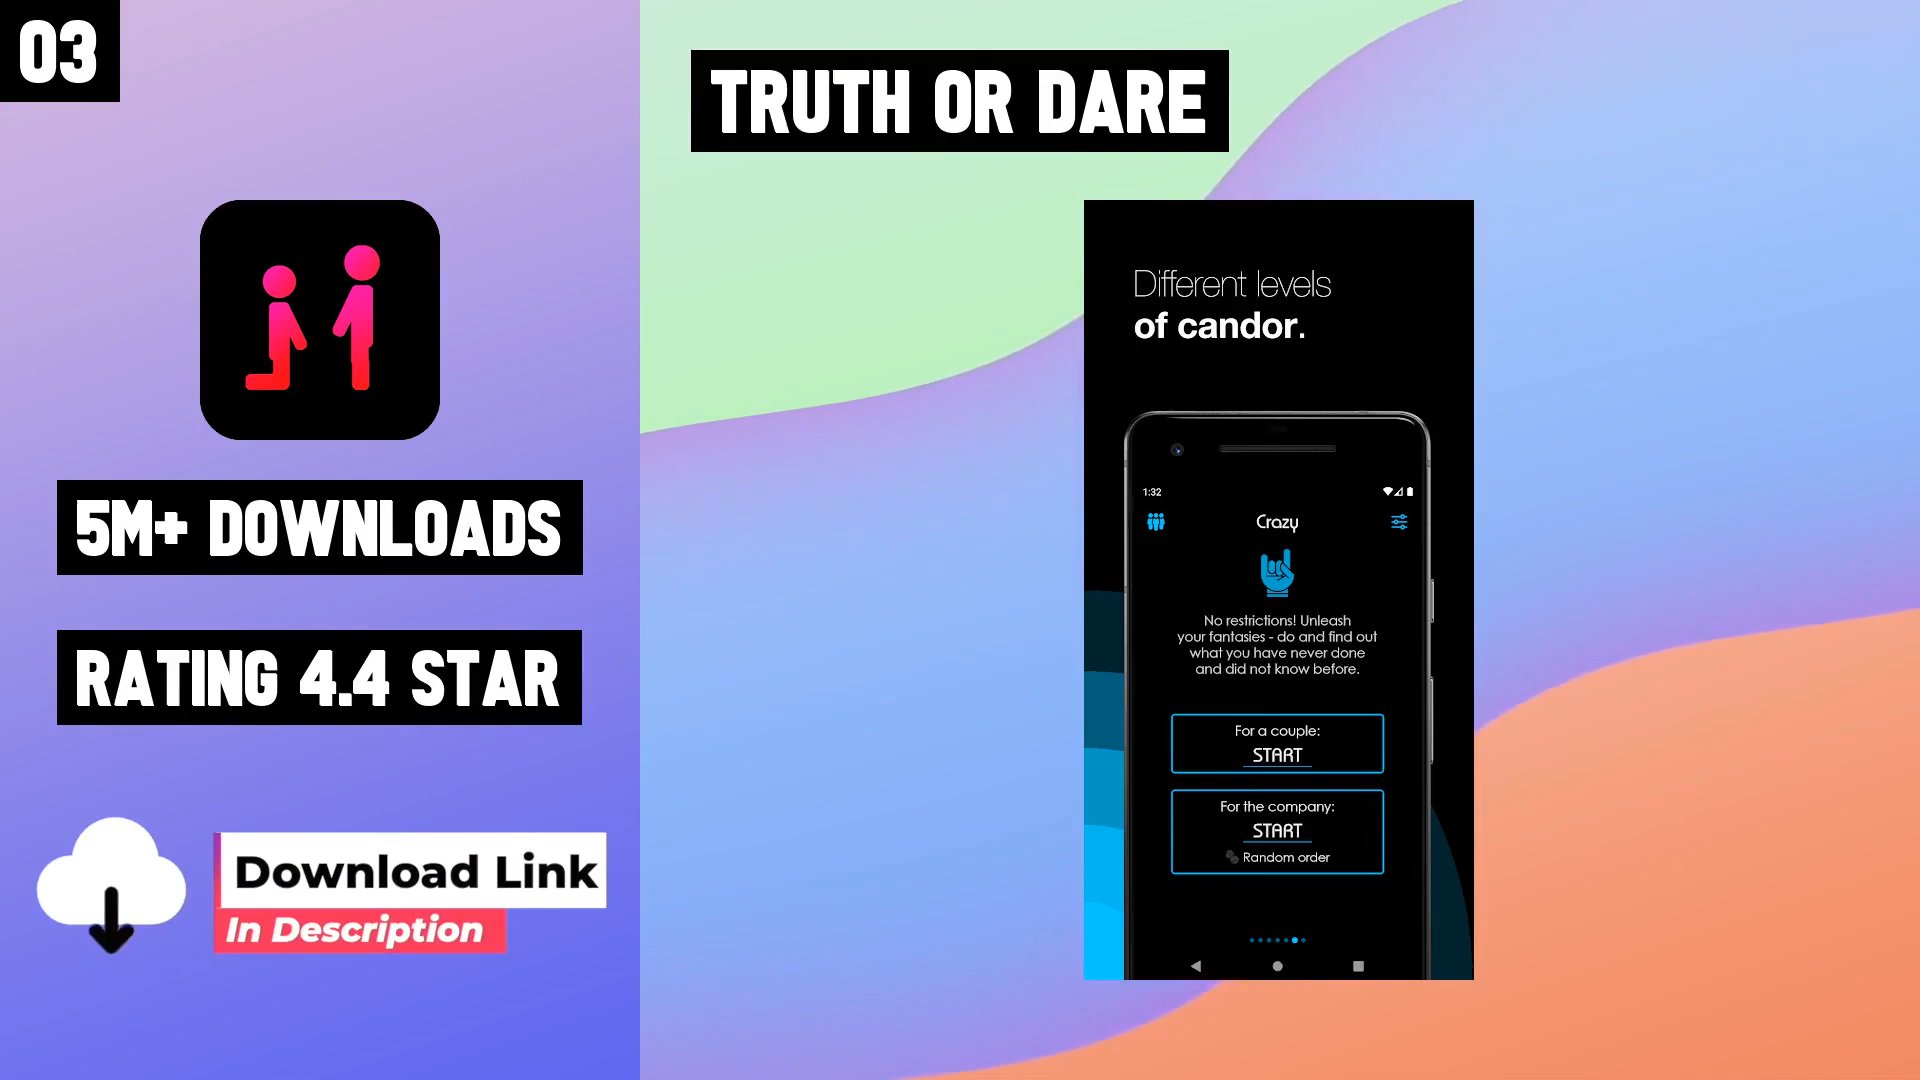 03
TRUTH OR DARE
5M+ DOWNLOADS
RATING 4.4 STAR
Download Link
In Description
Different levels
of candor.
1:32
Crazy
No restrictions! Unleash
your fantasies - do and find out
what you have never done
and did not know before.
For a couple:
START
For the company:
START
Random order